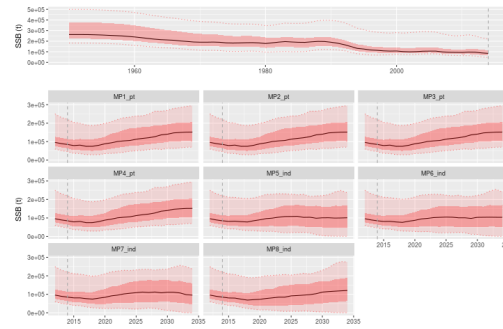 SSB (t)
5e+05
4e+05
3e+05
2e+05
1e+05
0e+00
1960 1980 2000
MP1_pt MP2_pt MP3_pt
3e+05
2e+05
1e+05
0e+00
MP4_pt MP5_ind MP6_ind
SSB (t)
3e+05
2e+05
1e+05
0e+00
2015 2020 2025 2030
MP7_ind MP8_ind
3e+05
2e+05
1e+05
0e+00
2015 2020 2025 2030 2035 2015 2020 2025 2030 2035